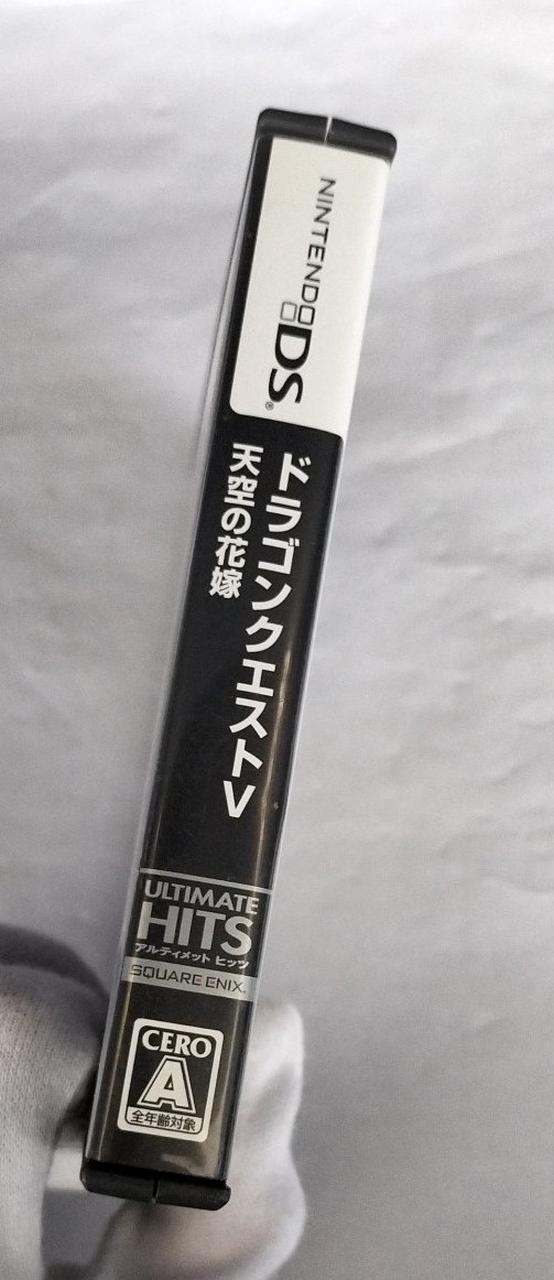 NINTENDO DS®
ドラゴンクエストV
天空の花嫁
ULTIMATE
HITS
アルティメット ヒッツ
SQUARE ENIX.
CERO
A
全年齢対象